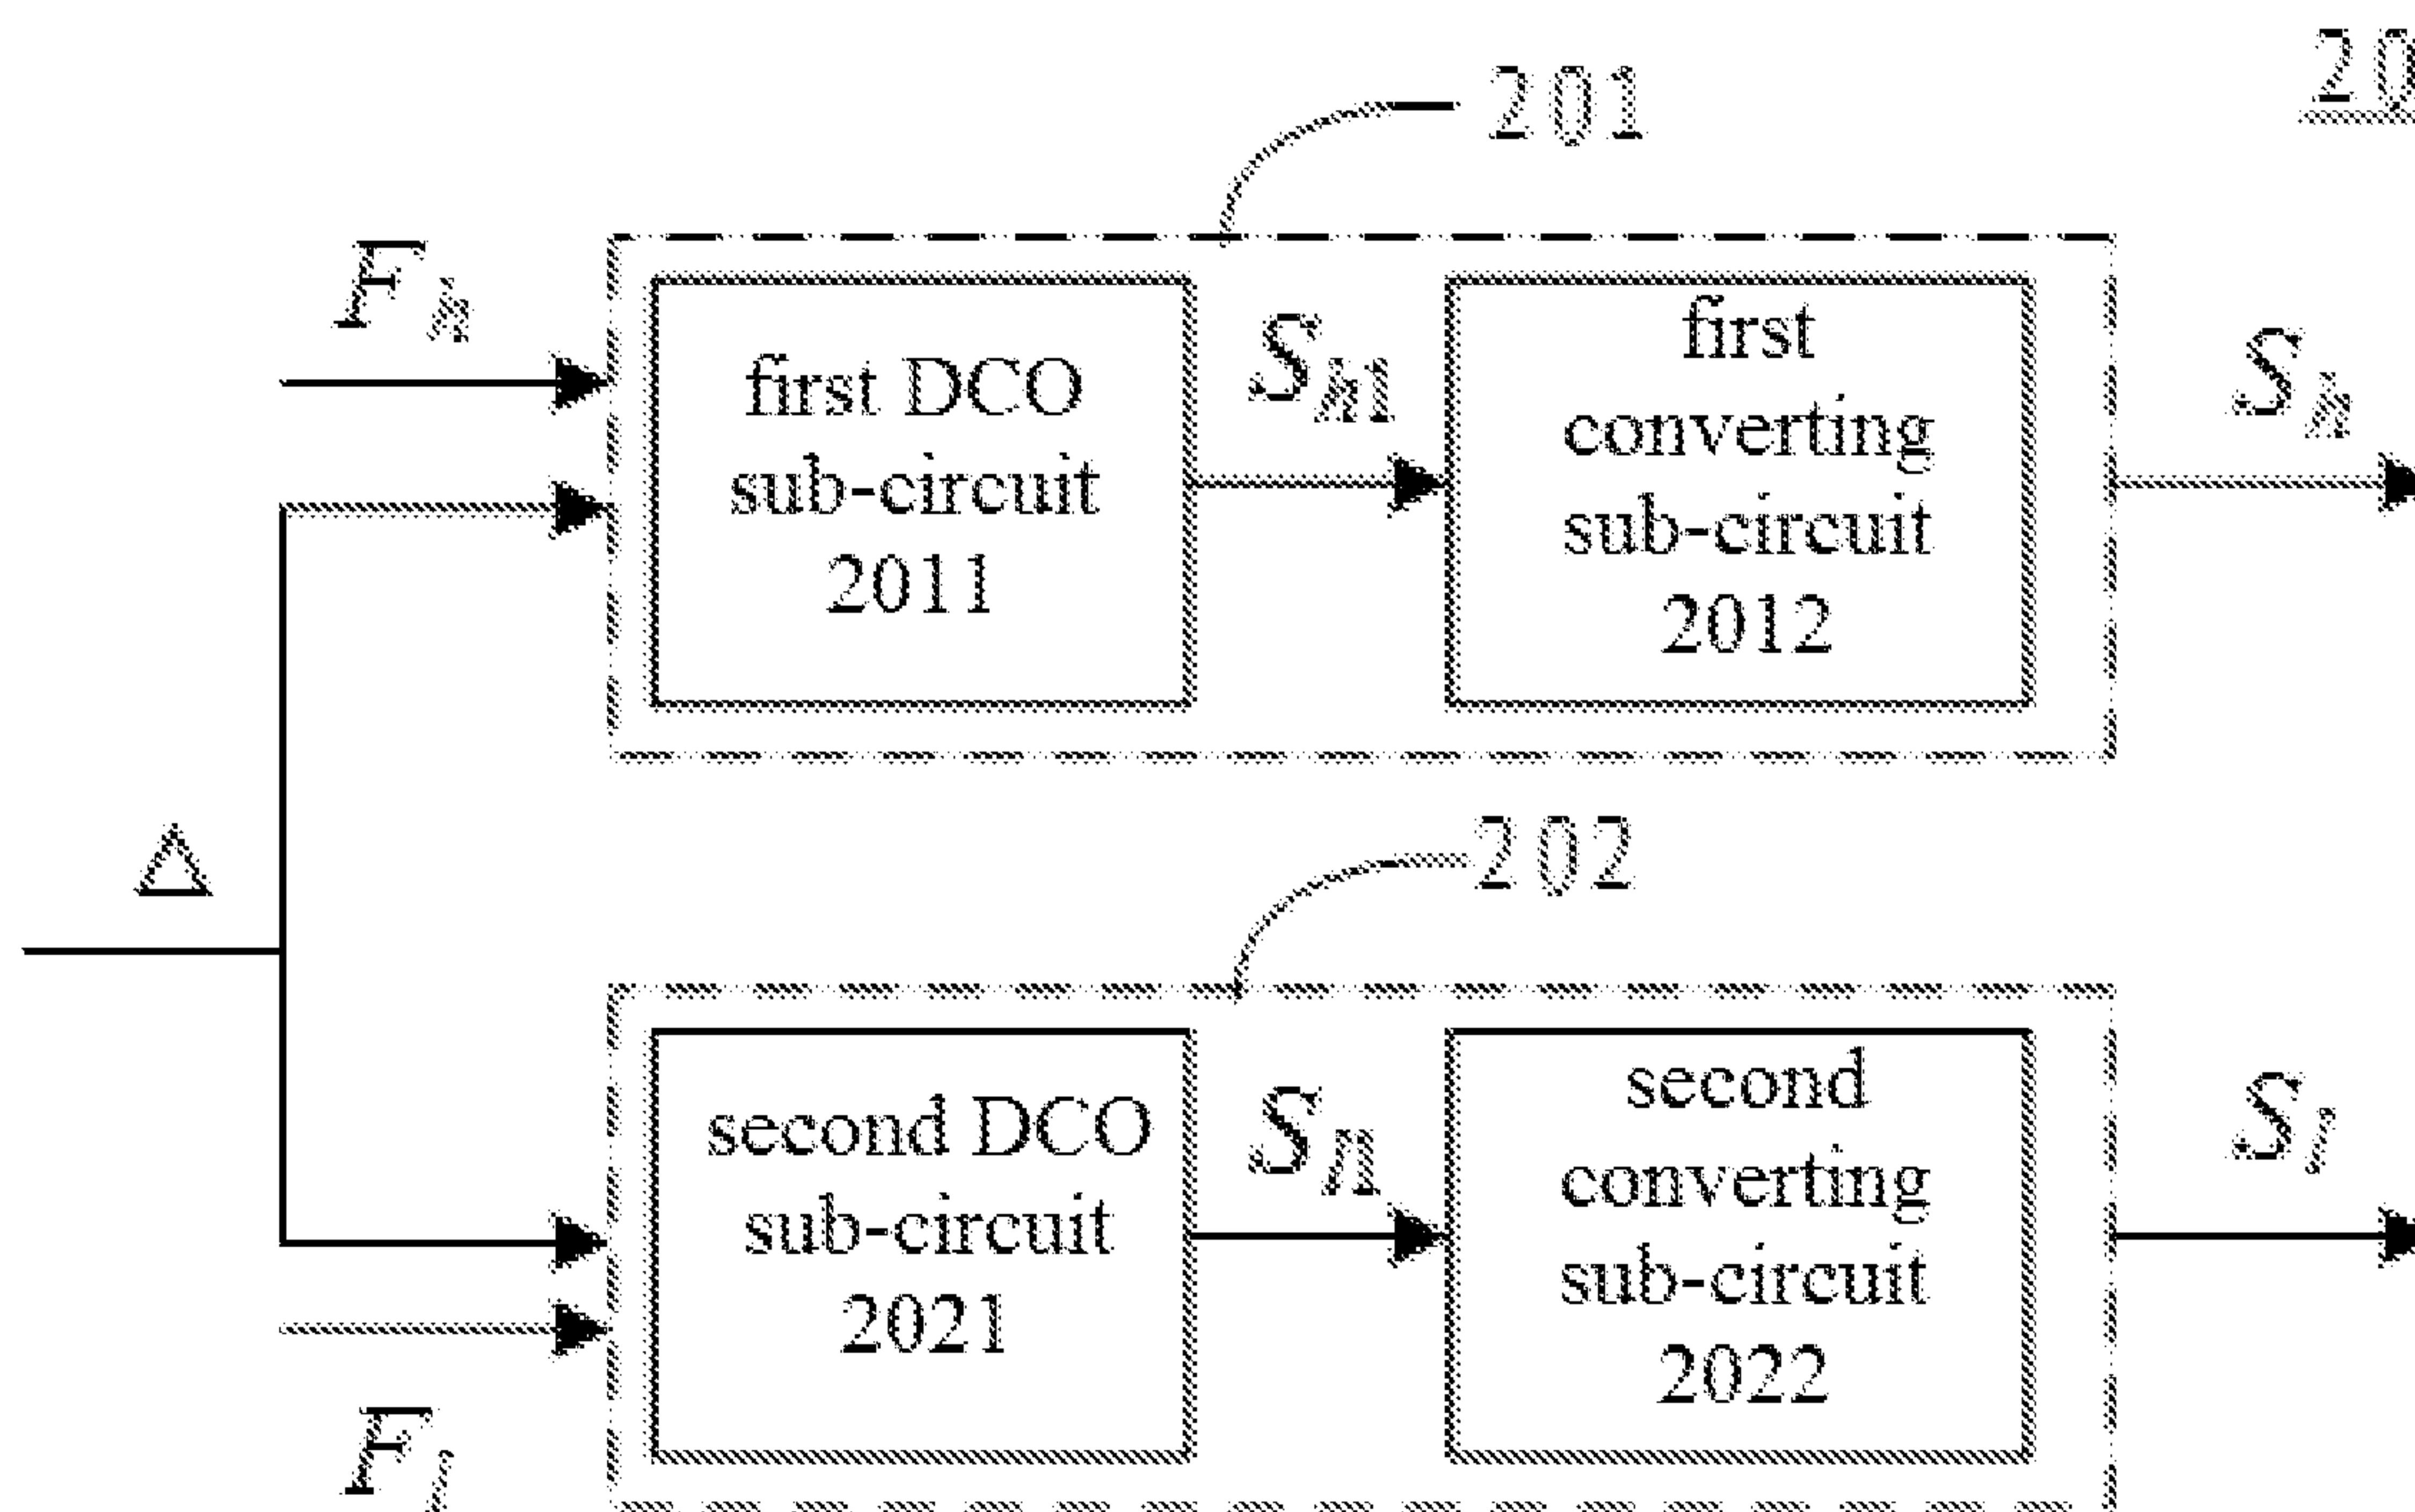 201
F_h
first DCO
sub-circuit
2011
S_h1
first
converting
sub-circuit
2012
S_h
Δ
202
second DCO
sub-circuit
2021
S_l1
second
converting
sub-circuit
2022
S_l
F_l